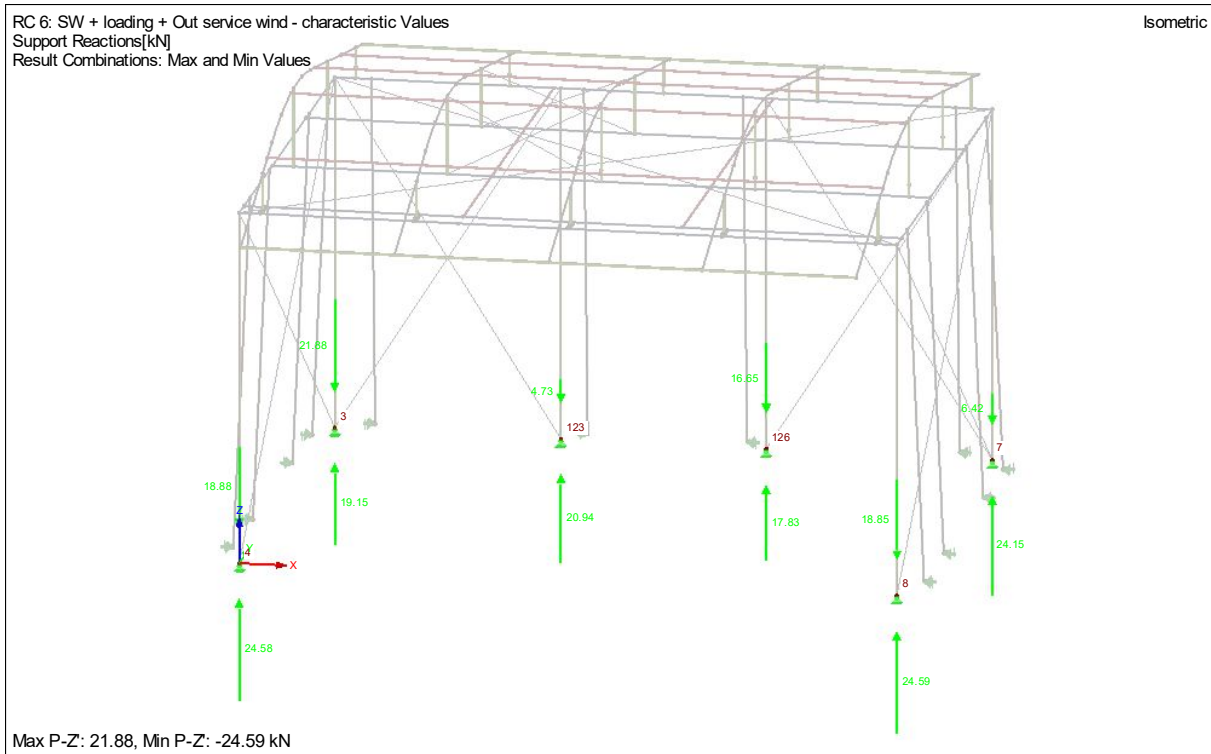 RC 6: SW + loading + Out service wind - characteristic Values
Isometric
Support Reactions[kN]
Result Combinations: Max and Min Values
21.88
4.73
16.65
6.42
3
123
126
7
18.88
19.15
20.94
17.83
18.85
24.15
Z
Y
4
X
8
24.58
24.59
Max P-Z': 21.88, Min P-Z': -24.59 kN